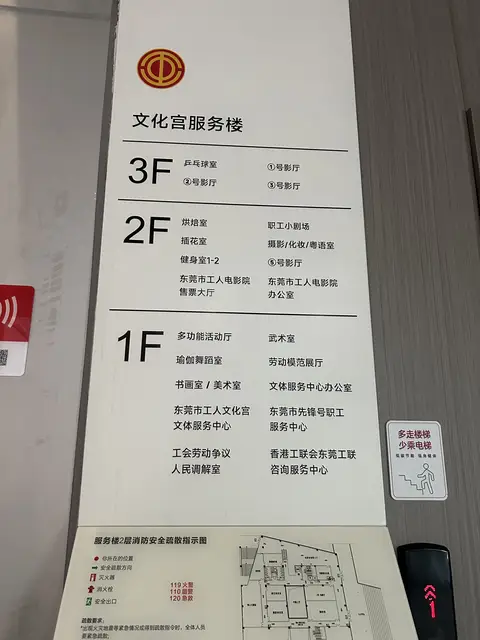 文化宫服务楼
3F
乒乓球室 ①号影厅
②号影厅 ③号影厅
2F
烘焙室 职工小剧场
插花室 摄影/化妆/粤语室
健身室1-2 ⑤号影厅
东莞市工人电影院 东莞市工人电影院
售票大厅 办公室
1F
多功能活动厅 武术室
瑜伽舞蹈室 劳动模范展厅
书画室 / 美术室 文体服务中心办公室
东莞市工人文化宫 东莞市先锋号职工
文体服务中心 服务中心
工会劳动争议 香港工联会东莞工联
人民调解室 咨询服务中心
多走楼梯
少乘电梯
服务楼2层消防安全疏散指示图
你所在的位置
安全疏散方向
灭火器
消火栓
安全出口
119 火警
110 匪警
120 急救
疏散要求:
1